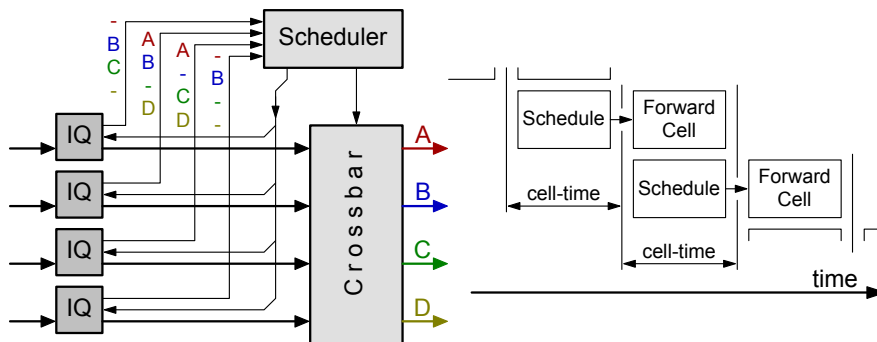 Scheduler
-
B
C
-
A
B
-
D
A
-
C
D
-
B
-
-
IQ
IQ
IQ
IQ
Crossbar
A
B
C
D
Schedule
Forward
Cell
Schedule
Forward
Cell
cell-time
cell-time
time